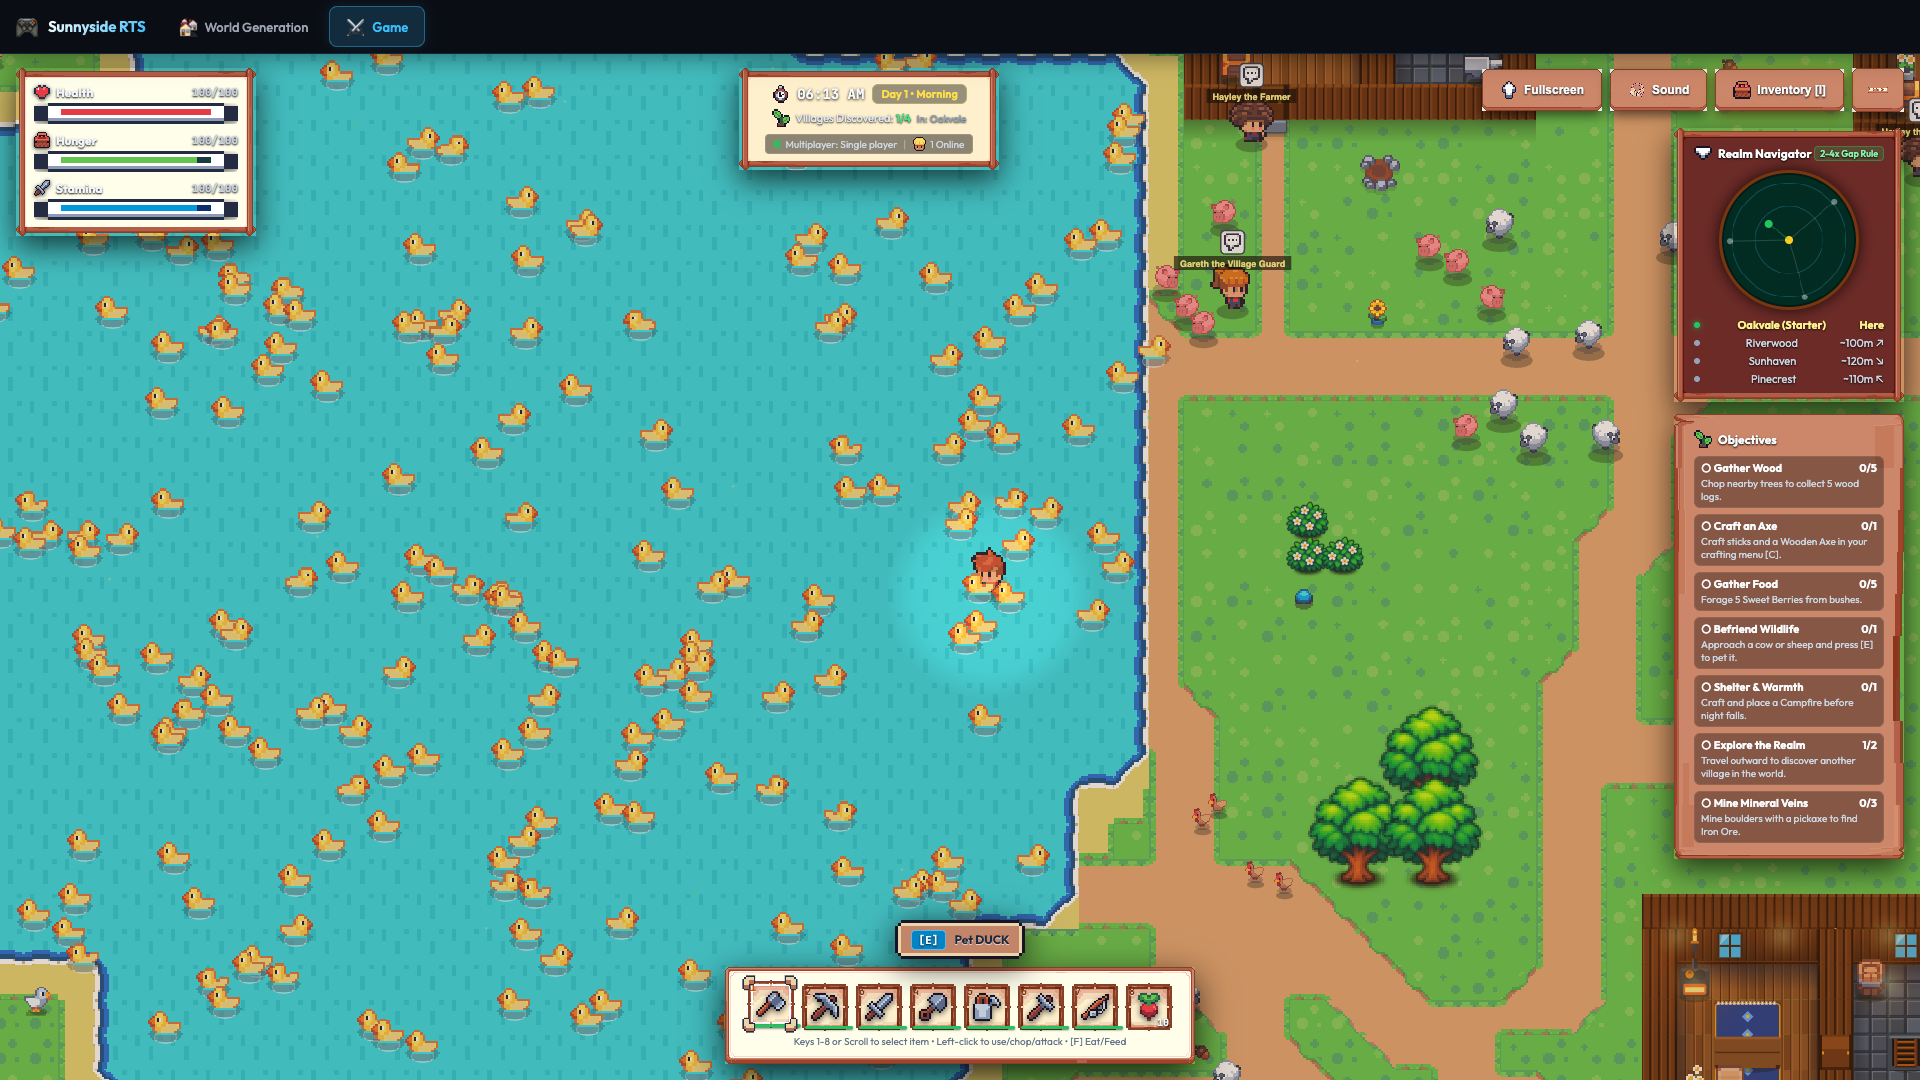 Sunnyside RTS
World Generation
Game
Health 100/100
Hunger 100/100
Stamina 100/100
06:13 AM Day 1 • Morning
Villages Discovered: 1/4 In: Oakvale
Multiplayer: Single player | 1 Online
Hayley the Farmer
Gareth the Village Guard
Fullscreen
Sound
Inventory [I]
Realm Navigator 2-4x Gap Rule
Oakvale (Starter) Here
Riverwood ~100m ↗
Sunhaven ~120m ↘
Pinecrest ~110m ↖
Objectives
Gather Wood 0/5
Chop nearby trees to collect 5 wood
logs.
Craft an Axe 0/1
Craft sticks and a Wooden Axe in your
crafting menu [C].
Gather Food 0/5
Forage 5 Sweet Berries from bushes.
Befriend Wildlife 0/1
Approach a cow or sheep and press [E]
to pet it.
Shelter & Warmth 0/1
Craft and place a Campfire before
night falls.
Explore the Realm 1/2
Travel outward to discover another
village in the world.
Mine Mineral Veins 0/3
Mine boulders with a pickaxe to find
Iron Ore.
[E] Pet DUCK
10
Keys 1-8 or Scroll to select item • Left-click to use/chop/attack • [F] Eat/Feed